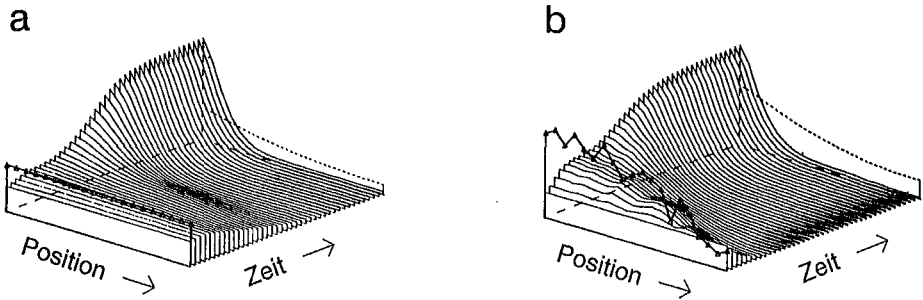 a
b
Position →
Zeit →
Position →
Zeit →